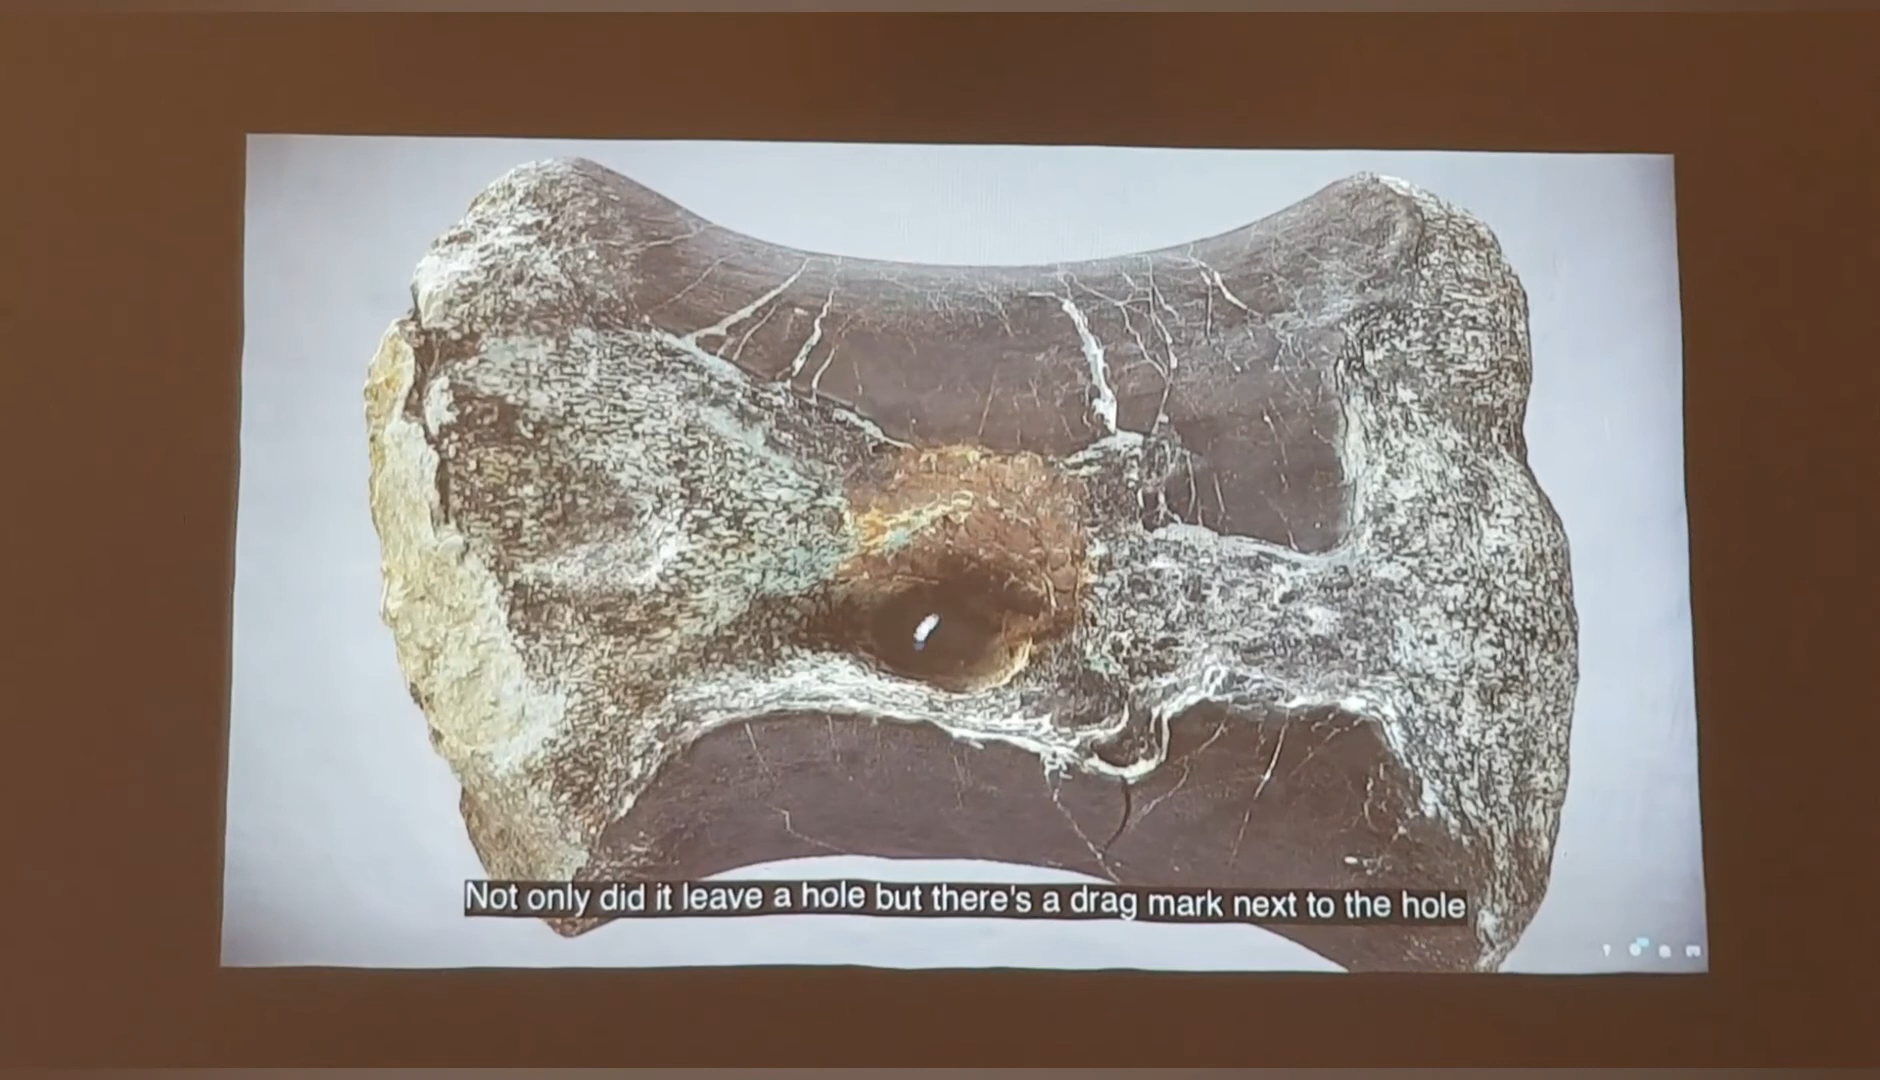 Not only did it leave a hole but there's a drag mark next to the hole